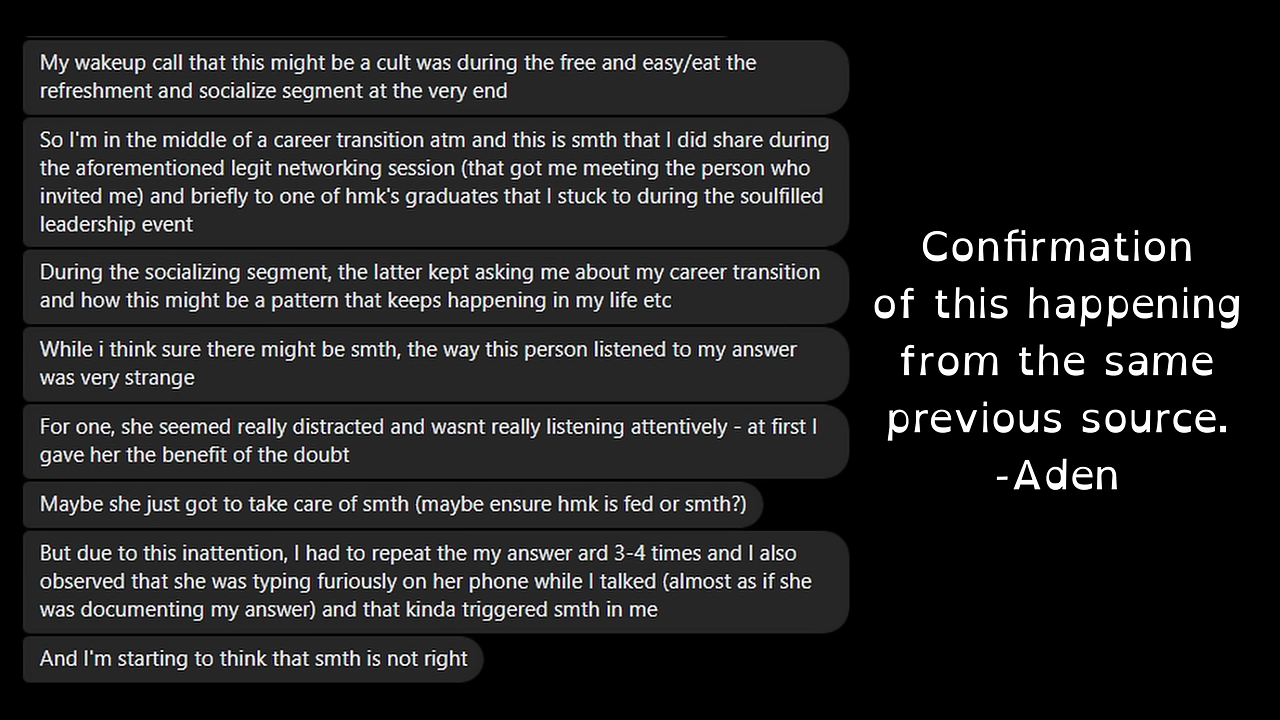 My wakeup call that this might be a cult was during the free and easy/eat the
refreshment and socialize segment at the very end
So I'm in the middle of a career transition atm and this is smth that I did share during
the aforementioned legit networking session (that got me meeting the person who
invited me) and briefly to one of hmk's graduates that I stuck to during the soulfilled
leadership event
During the socializing segment, the latter kept asking me about my career transition
and how this might be a pattern that keeps happening in my life etc
While i think sure there might be smth, the way this person listened to my answer
was very strange
For one, she seemed really distracted and wasnt really listening attentively - at first I
gave her the benefit of the doubt
Maybe she just got to take care of smth (maybe ensure hmk is fed or smth?)
But due to this inattention, I had to repeat the my answer ard 3-4 times and I also
observed that she was typing furiously on her phone while I talked (almost as if she
was documenting my answer) and that kinda triggered smth in me
And I'm starting to think that smth is not right
Confirmation
of this happening
from the same
previous source.
-Aden